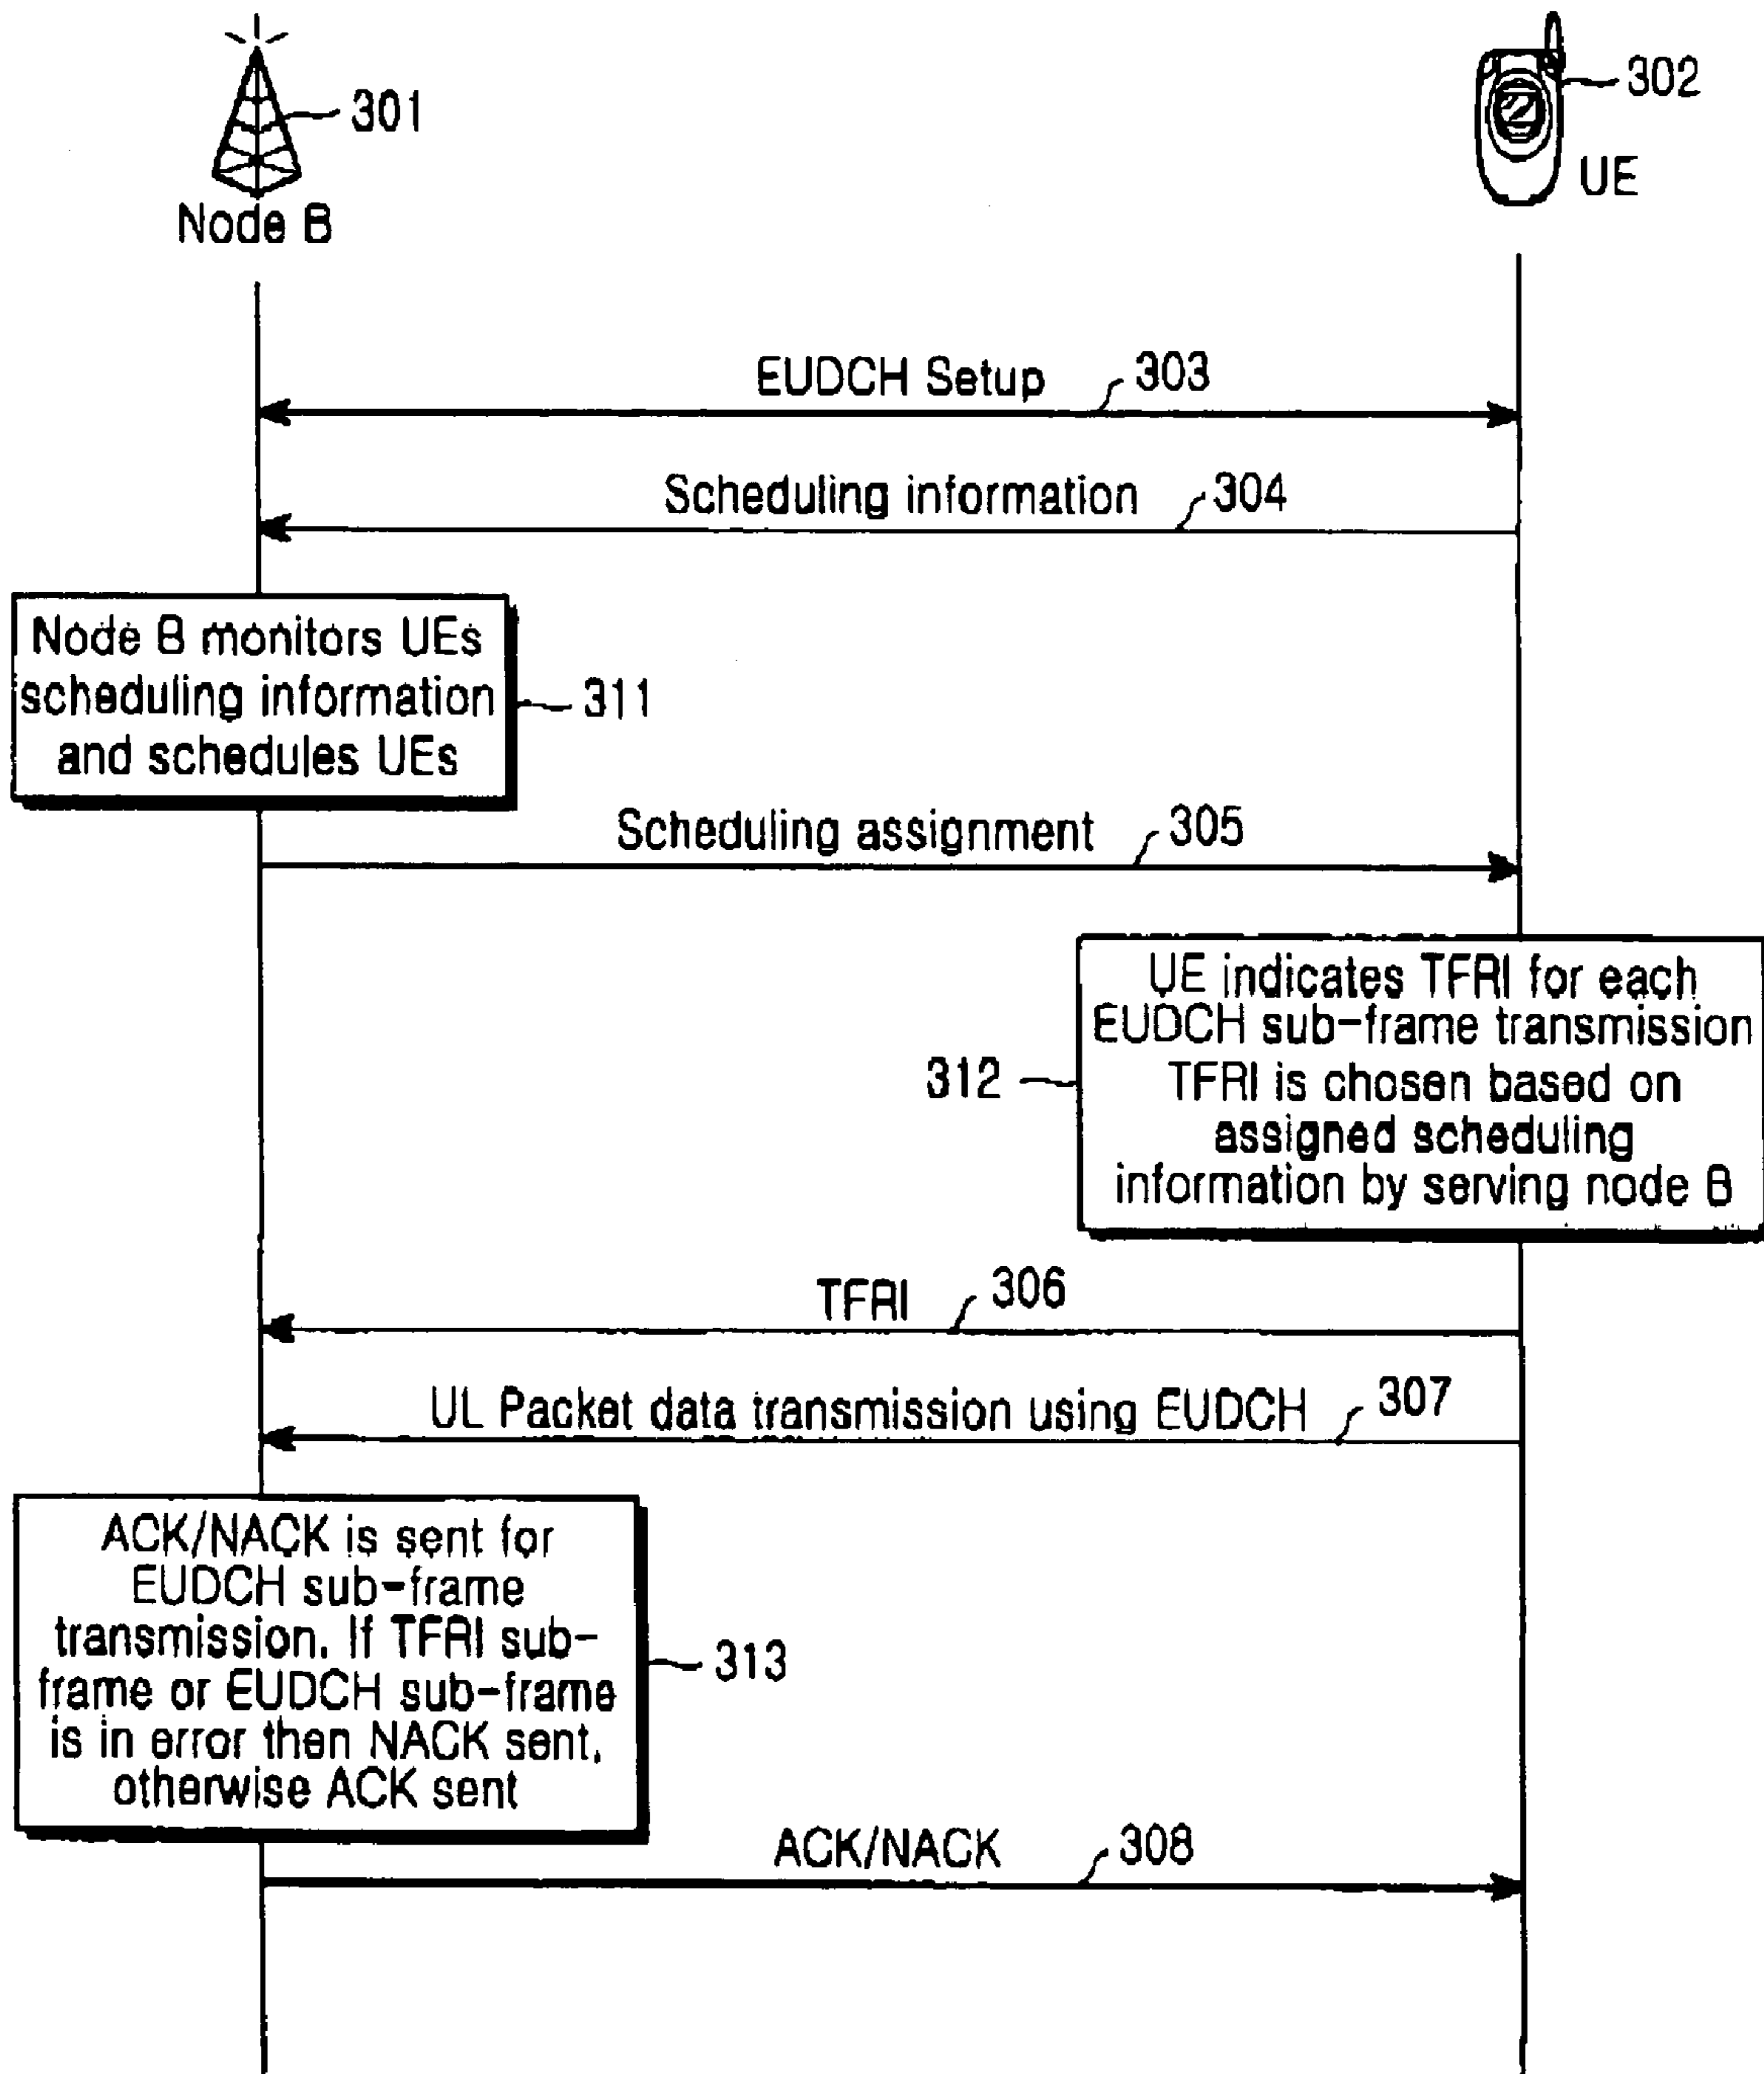 301
302
UE
Node B
EUDCH Setup 303
Scheduling information 304
Node B monitors UEs
scheduling information
and schedules UEs
311
Scheduling assignment 305
UE indicates TFRI for each
EUDCH sub-frame transmission
TFRI is chosen based on
assigned scheduling
information by serving node B
312
TFRI 306
UL Packet data transmission using EUDCH 307
ACK/NACK is sent for
EUDCH sub-frame
transmission. If TFRI sub-
frame or EUDCH sub-frame
is in error then NACK sent,
otherwise ACK sent
313
ACK/NACK 308